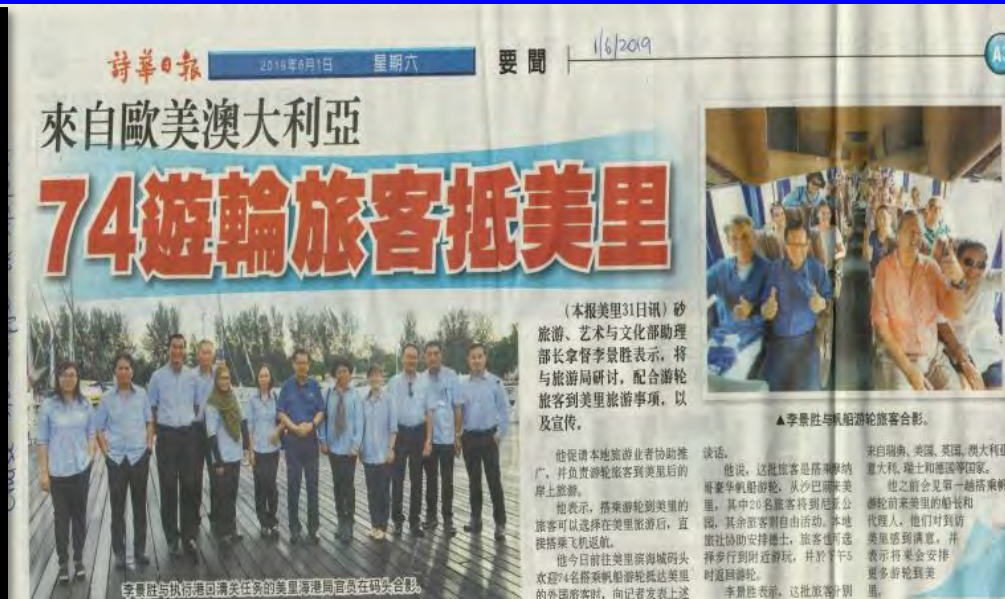 詩華日報
2019年6月1日 星期六
要聞
1/6/2019
來自歐美澳大利亞
74遊輪旅客抵美里
李景胜与执行港口清关任务的美里海港局官员在码头合影。
(本报美里31日讯)砂
旅游、艺术与文化部助理
部长拿督李景胜表示,将
与旅游局研讨,配合游轮
旅客到美里旅游事项,以
及宣传。
他促请本地旅游业者协助推
广,并负责游轮旅客到美里后的
岸上旅游。
他表示,搭乘游轮到美里的
旅客可以选择在美里旅游后,直
接搭乘飞机返航。
他今日前往美里滨海城码头
欢迎74名搭乘帆船游轮抵达美里
的外国游客时,向记者发表上述
▲李景胜与帆船游轮旅客合影。
谈话。
他说,这批旅客是搭乘
哥豪华帆船游轮,从沙巴前来美
里,其中20名旅客将到尼亚公
园,其余旅客则自由活动。本地
旅社协助安排德士,旅客也可选
择步行到附近游玩,并於下午5
时返回游轮。
李景胜表示,这批旅客分别
来自瑞典、美国、英国、澳大利亚
意大利、瑞士和德国等国家。
他之前会见第一趟搭乘帆
游轮前来美里的船长和
代理人,他们对到访
美里感到满意,并
表示将来会安排
更多游轮到美
里。